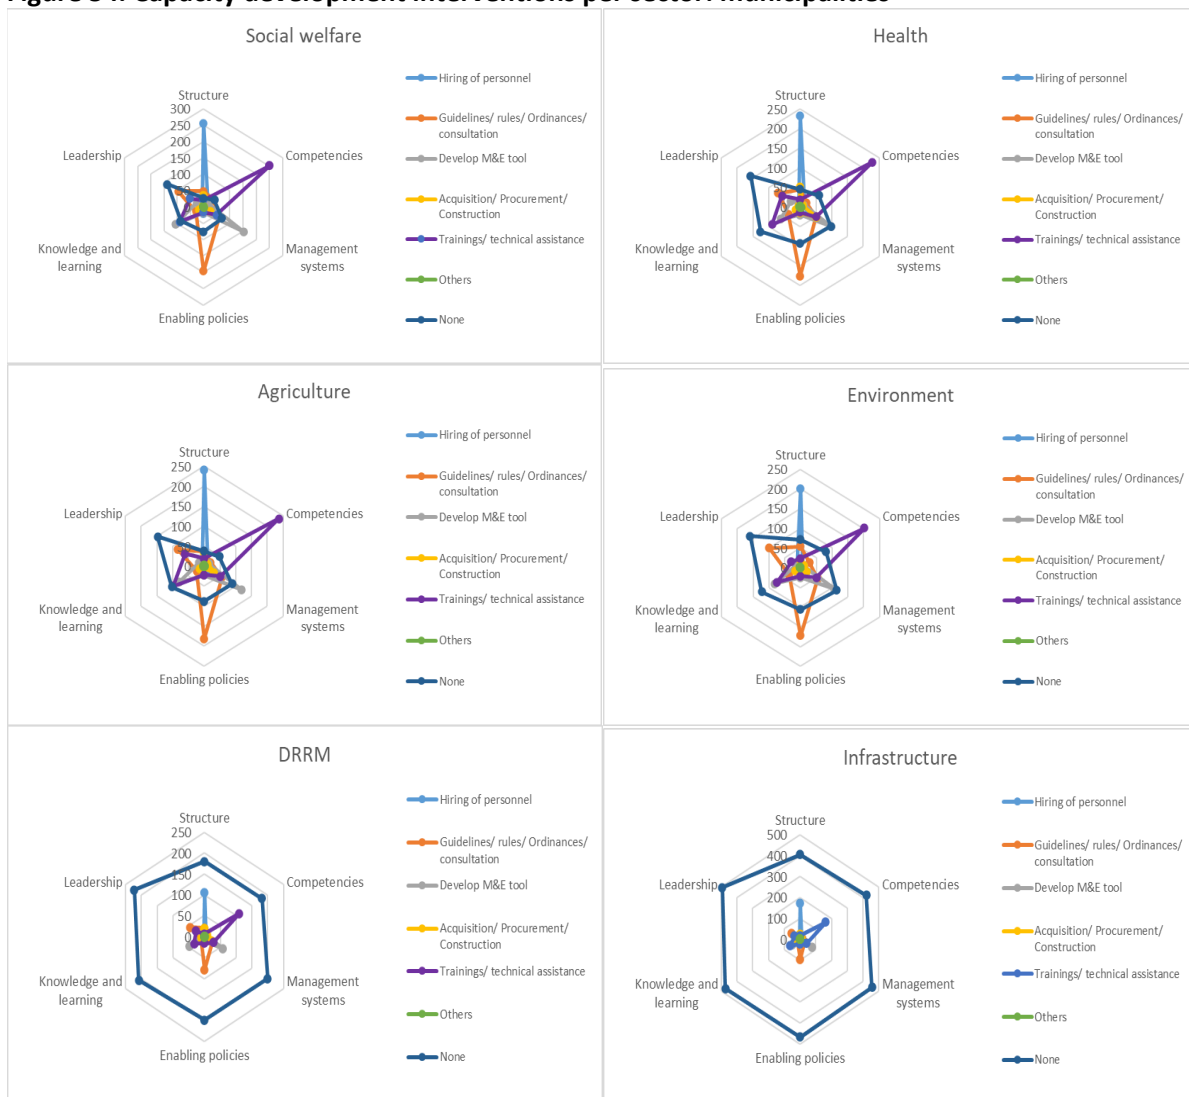 Figure
Capacity development interventions per sector: Municipalities
Social welfare
Structure
300
250
200
150
100
50
0
Leadership
Competencies
Knowledge and
learning
Management
systems
Enabling policies
Hiring of personnel
Guidelines/ rules/ Ordinances/
consultation
Develop M&E tool
Acquisition/ Procurement/
Construction
Trainings/ technical assistance
Others
None
Health
Structure
250
200
150
100
50
0
Leadership
Competencies
Knowledge and
learning
Management
systems
Enabling policies
Hiring of personnel
Guidelines/ rules/ Ordinances/
consultation
Develop M&E tool
Acquisition/ Procurement/
Construction
Trainings/ technical assistance
Others
None
Agriculture
Structure
250
200
150
100
50
0
Leadership
Competencies
Knowledge and
learning
Management
systems
Enabling policies
Hiring of personnel
Guidelines/ rules/ Ordinances/
consultation
Develop M&E tool
Acquisition/ Procurement/
Construction
Trainings/ technical assistance
Others
None
Environment
Structure
250
200
150
100
50
0
Leadership
Competencies
Knowledge and
learning
Management
systems
Enabling policies
Hiring of personnel
Guidelines/ rules/ Ordinances/
consultation
Develop M&E tool
Acquisition/ Procurement/
Construction
Trainings/ technical assistance
Others
None
DRRM
Structure
250
200
150
100
50
0
Leadership
Competencies
Knowledge and
learning
Management
systems
Enabling policies
Hiring of personnel
Guidelines/ rules/ Ordinances/
consultation
Develop M&E tool
Acquisition/ Procurement/
Construction
Trainings/ technical assistance
Others
None
Infrastructure
Structure
500
400
300
200
100
0
Leadership
Competencies
Knowledge and
learning
Management
systems
Enabling policies
Hiring of personnel
Guidelines/ rules/ Ordinances/
consultation
Develop M&E tool
Acquisition/ Procurement/
Construction
Trainings/ technical assistance
Others
None